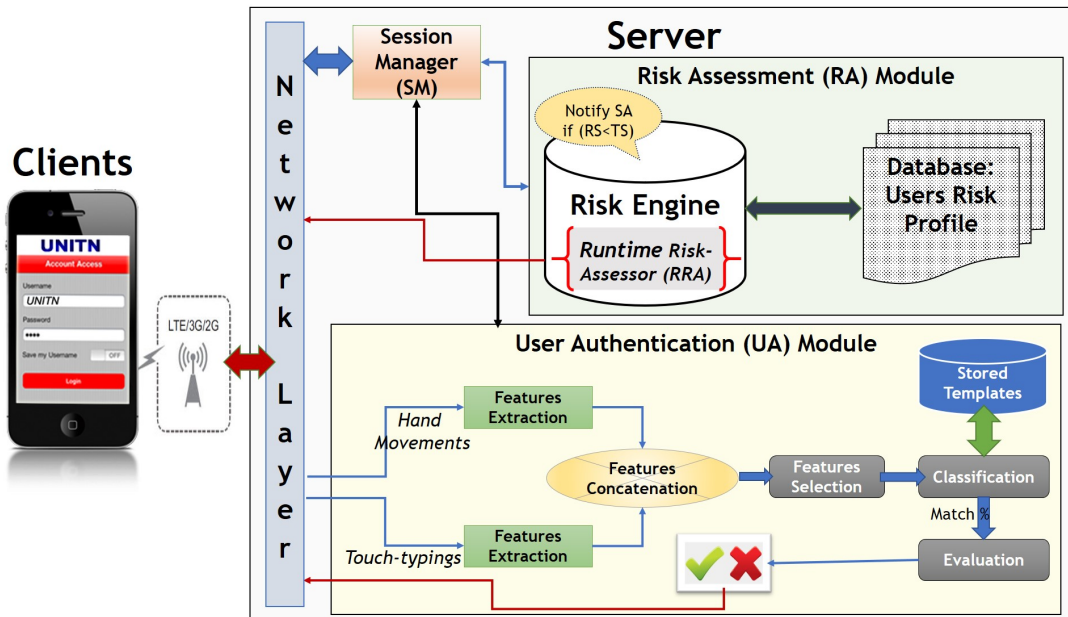 Clients
UNITN
Account Access
Username
UNITN
Password
••••
Save my Username
OFF
Login
LTE/3G/2G
Network Layer
Server
Session
Manager
(SM)
Risk Assessment (RA) Module
Notify SA
if (RS<TS)
Risk Engine
Runtime Risk-
Assessor (RRA)
Database:
Users Risk
Profile
User Authentication (UA) Module
Hand
Movements
Features
Extraction
Touch-typings
Features
Extraction
Features
Concatenation
Features
Selection
Stored
Templates
Classification
Match %
Evaluation